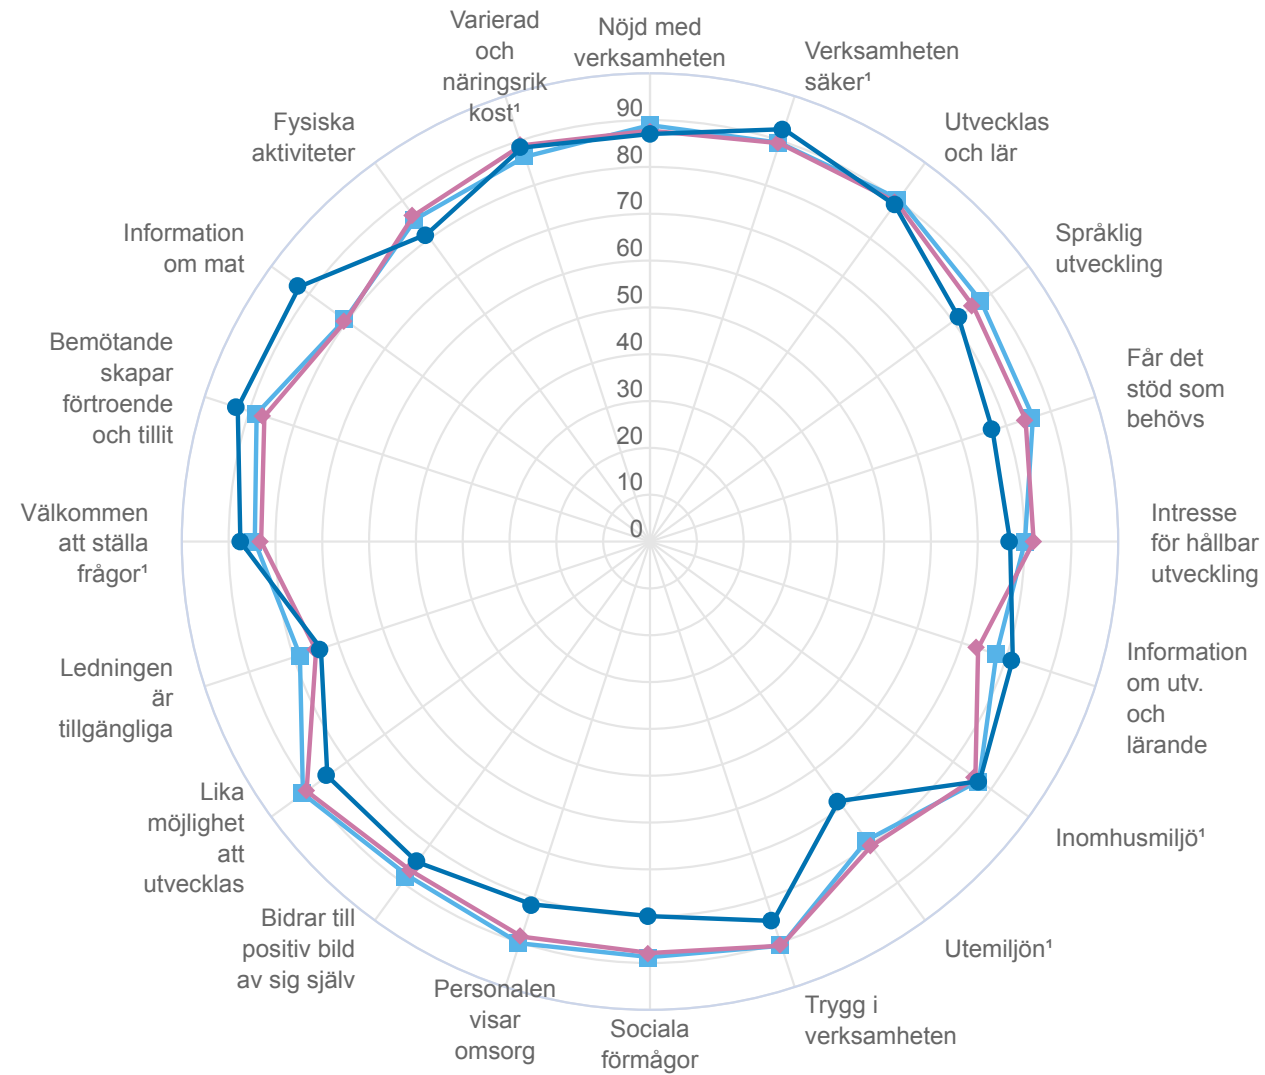 Nöjd med
verksamheten
Verksamheten
säker¹
Utvecklas
och lär
Språklig
utveckling
Får det
stöd som
behövs
Intresse
för hållbar
utveckling
Information
om utv.
och
lärande
Inomhusmiljö¹
Utemiljön¹
Trygg i
verksamheten
Sociala
förmågor
Personalen
visar
omsorg
Bidrar till
positiv bild
av sig själv
Lika
möjlighet
att
utvecklas
Ledningen
är
tillgängliga
Välkommen
att ställa
frågor¹
Bemötande
skapar
förtroende
och tillit
Information
om mat
Fysiska
aktiviteter
Varierad
och
näringsrik
kost¹
90
80
70
60
50
40
30
20
10
0